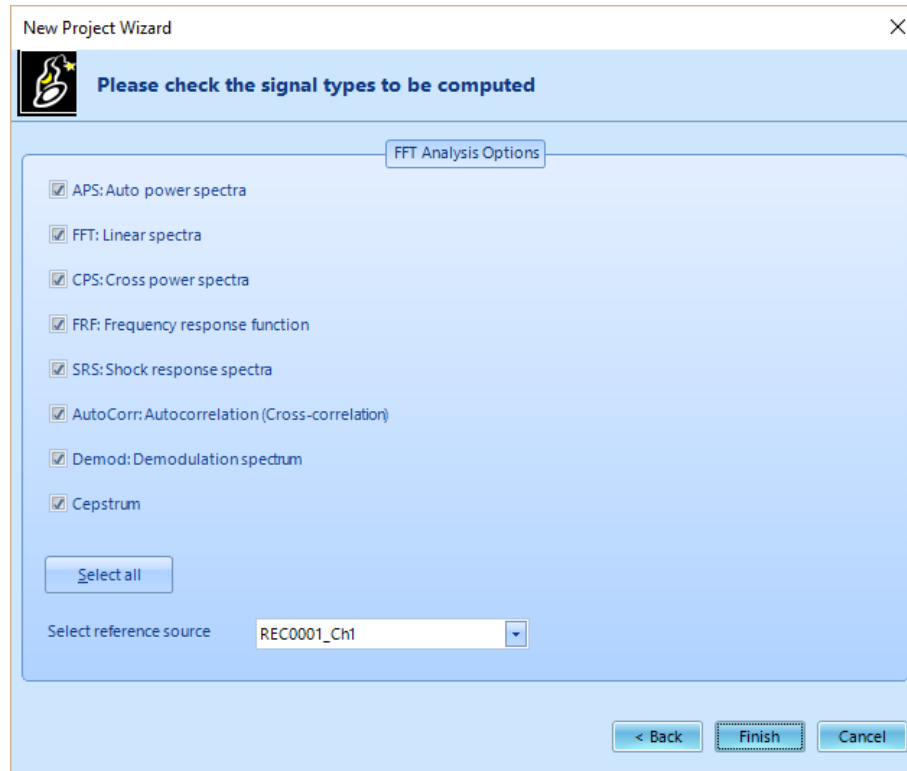 New Project Wizard
Please check the signal types to be computed
FFT Analysis Options
APS: Auto power spectra
FFT: Linear spectra
CPS: Cross power spectra
FRF: Frequency response function
SRS: Shock response spectra
AutoCorr: Autocorrelation (Cross-correlation)
Demod: Demodulation spectrum
Cepstrum
Select all
Select reference source REC0001_Ch1
< Back Finish Cancel